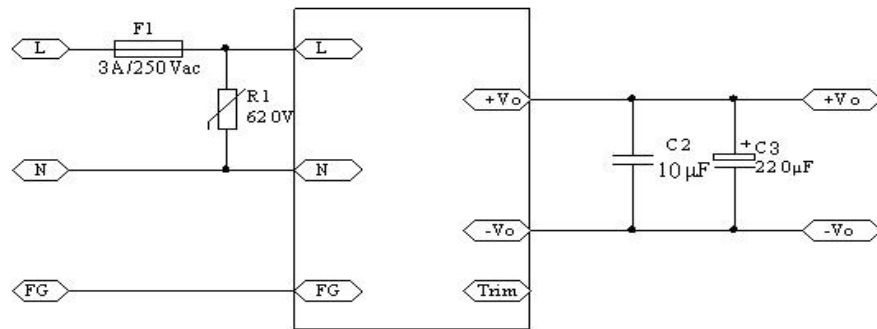 F1
L
L
3A/250Vac
R1
620V
+Vo
+Vo
C2
10μF
+
C3
220μF
N
N
-Vo
-Vo
FG
FG
Trim